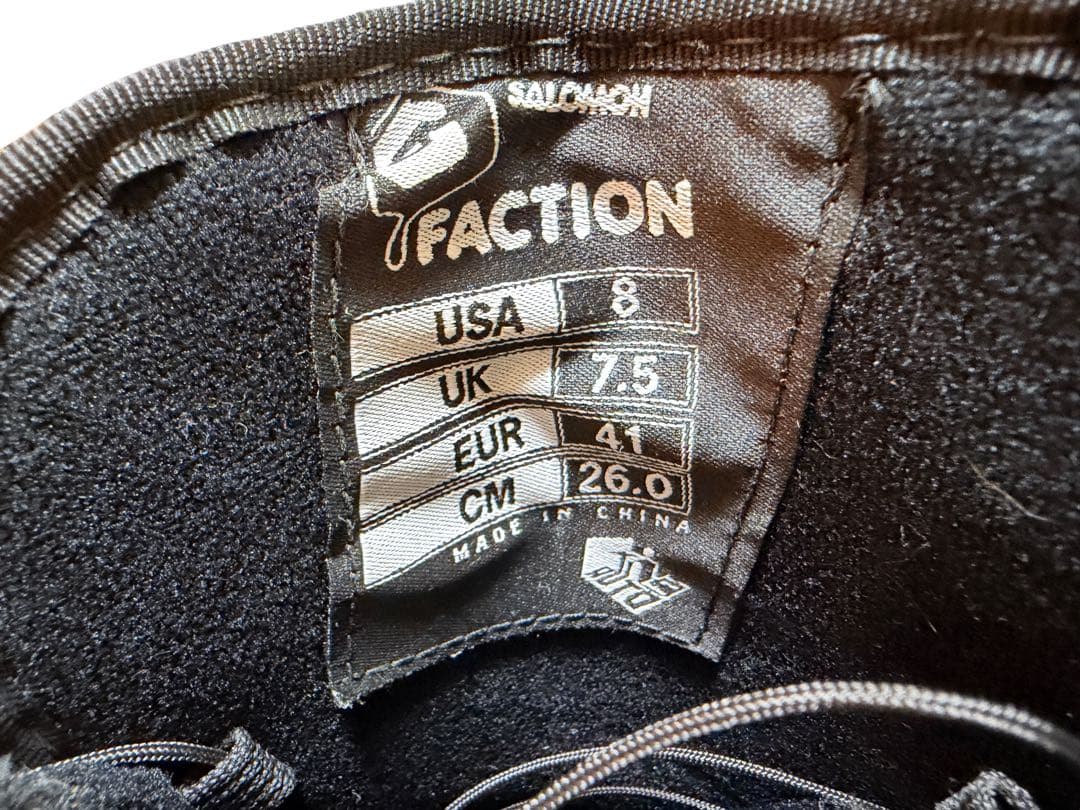 SALOMON
FACTION
USA 8
UK 7.5
EUR 41
CM 26.0
MADE IN CHINA